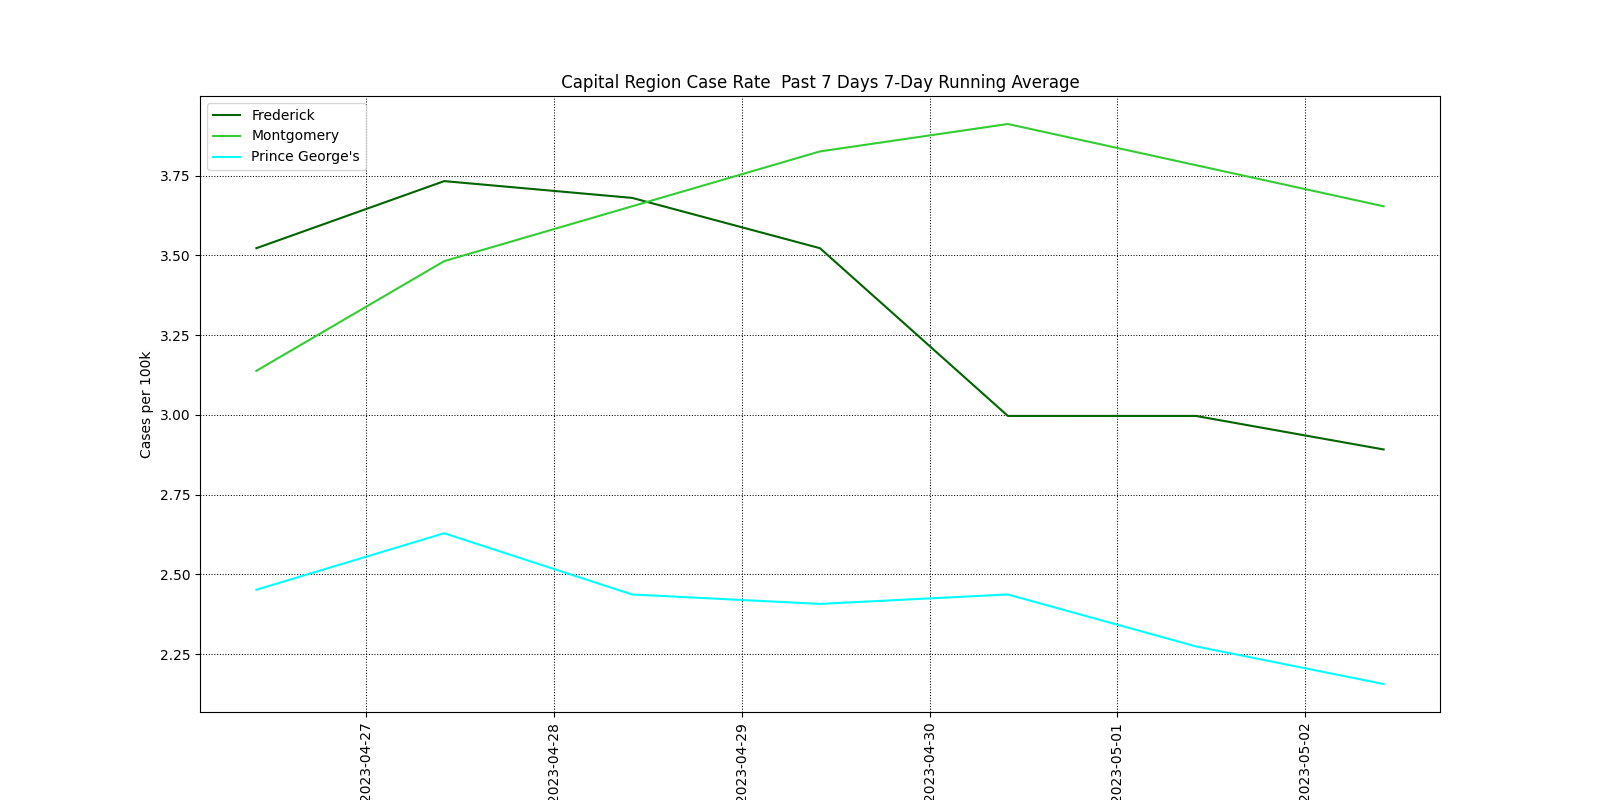 Capital Region Case Rate  Past 7 Days 7-Day Running Average
Frederick
Montgomery
Prince George's
Cases per 100k
3.75
3.50
3.25
3.00
2.75
2.50
2.25
2023-04-27
2023-04-28
2023-04-29
2023-04-30
2023-05-01
2023-05-02